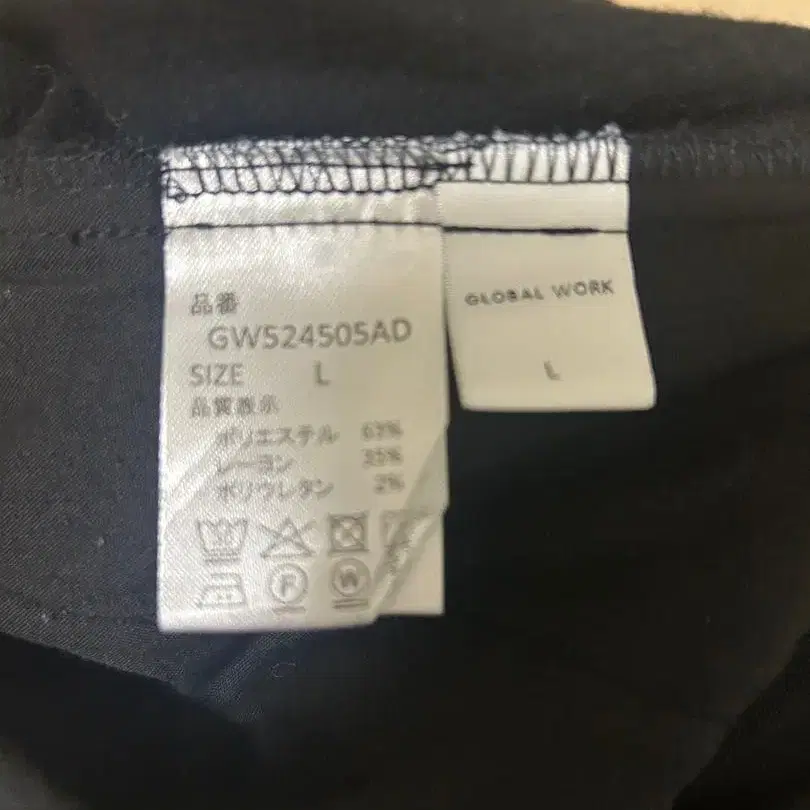 品番
GW524505AD
SIZE L
品質表示
ポリエステル 63%
レーヨン 35%
ポリウレタン 2%
F
W
GLOBAL WORK
L